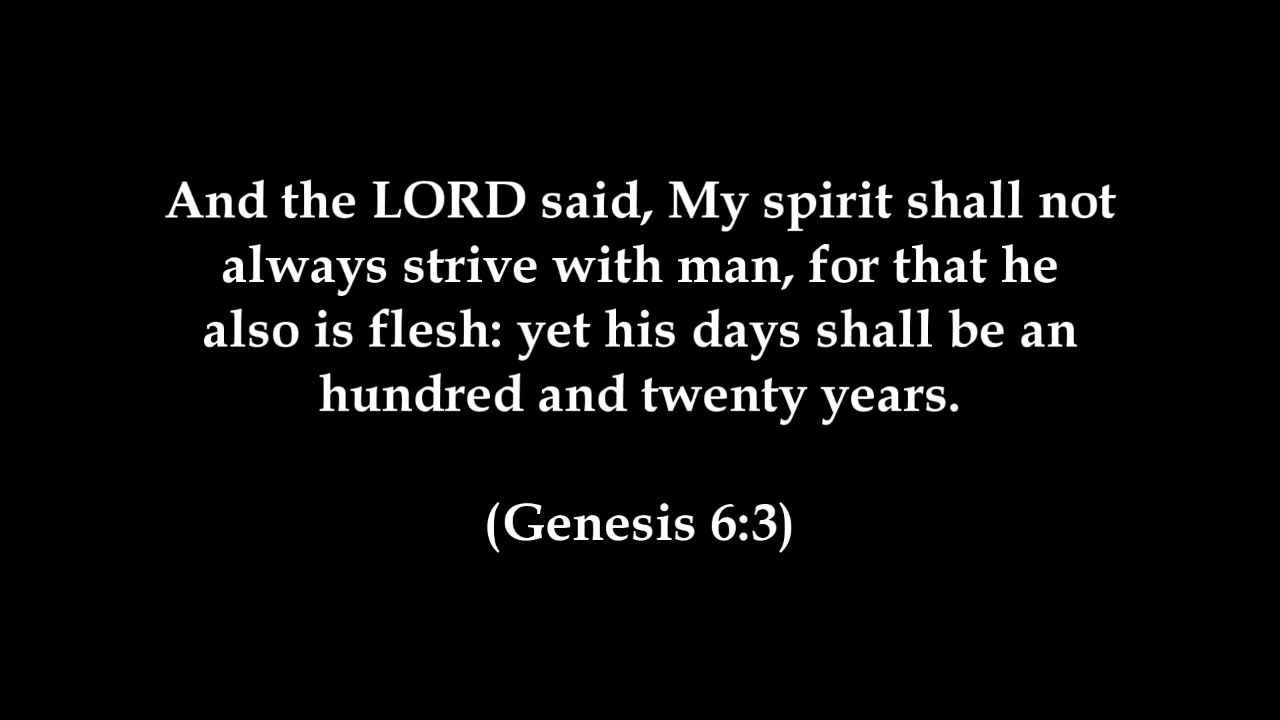 And the LORD said, My spirit shall not
always strive with man, for that he
also is flesh: yet his days shall be an
hundred and twenty years.
(Genesis 6:3)